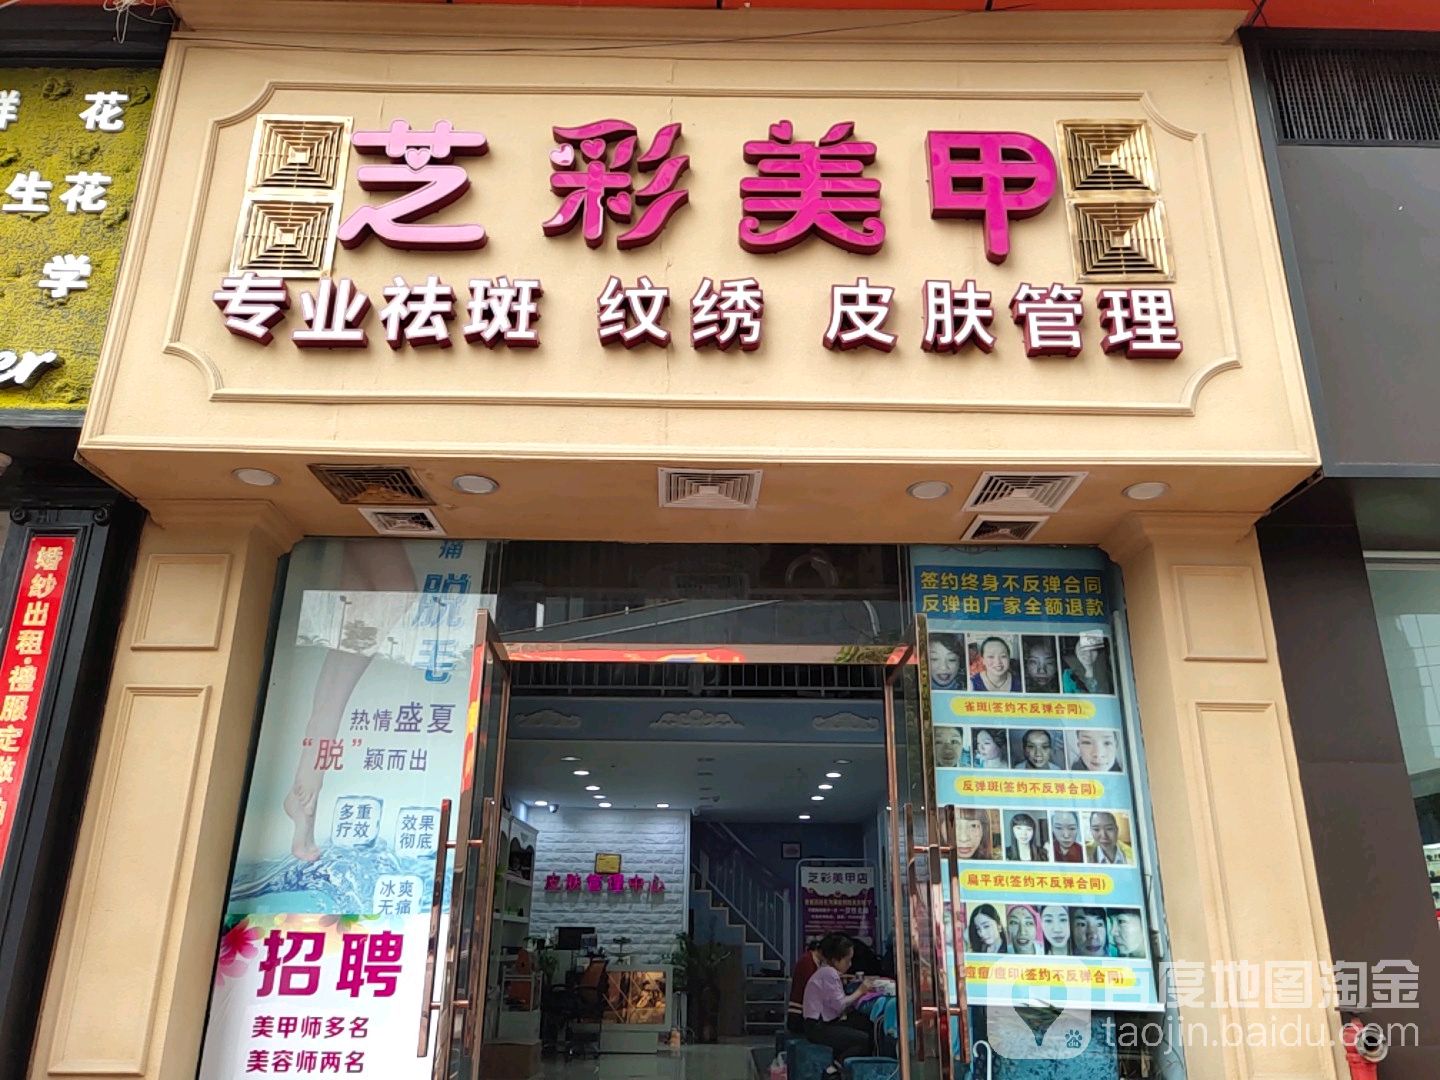 芝彩美甲
专业祛斑 纹绣 皮肤管理
鲜花
生花
学
er
婚纱出租·禮服定做
痛
脱毛
热情盛夏
“脱”颖而出
多重
疗效
效果
彻底
冰爽
无痛
招聘
美甲师多名
美容师两名
签约终身不反弹合同
反弹由厂家全额退款
雀斑(签约不反弹合同)
反弹斑(签约不反弹合同)
扁平疣(签约不反弹合同)
痘痘/痘印(签约不反弹合同)
皮肤管理中心
芝彩美甲店
百度地图淘金
taojin.baidu.com